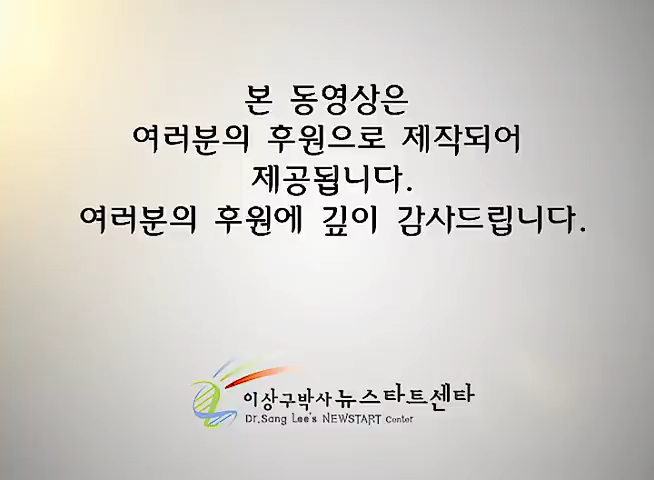 본 동영상은
여러분의 후원으로 제작되어
제공됩니다.
여러분의 후원에 깊이 감사드립니다.
이상구박사 뉴스타트센타
Dr.Sang Lee's NEWSTART Center